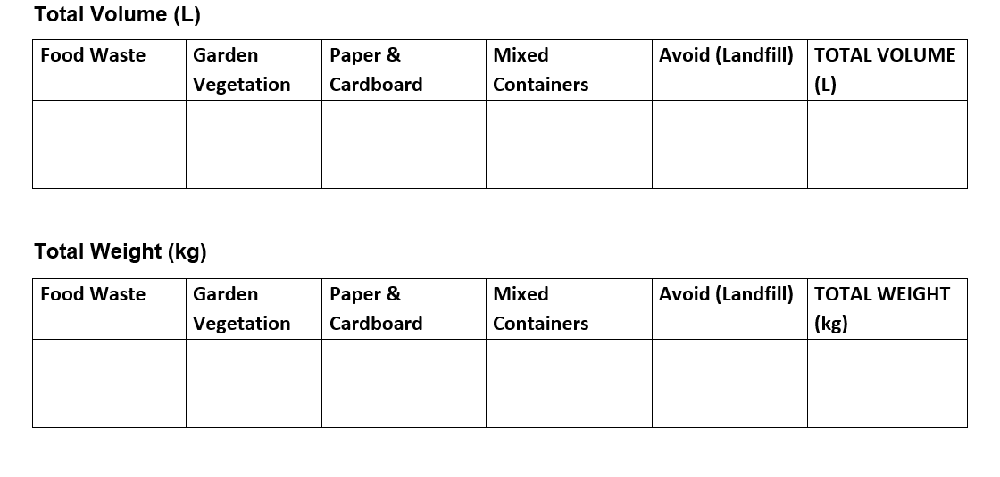 Total Volume (L)
Food Waste
Garden
Vegetation
Paper &
Cardboard
Mixed
Containers
Avoid (Landfill)
TOTAL VOLUME
(L)
Total Weight (kg)
Food Waste
Garden
Vegetation
Paper &
Cardboard
Mixed
Containers
Avoid (Landfill)
TOTAL WEIGHT
(kg)